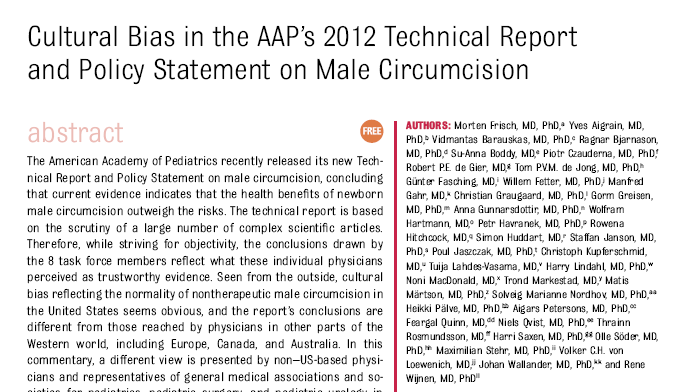 Cultural Bias in the AAP’s 2012 Technical Report
and Policy Statement on Male Circumcision
abstract
FREE
The American Academy of Pediatrics recently released its new Tech-
nical Report and Policy Statement on male circumcision, concluding
that current evidence indicates that the health benefits of newborn
male circumcision outweigh the risks. The technical report is based
on the scrutiny of a large number of complex scientific articles.
Therefore, while striving for objectivity, the conclusions drawn by
the 8 task force members reflect what these individual physicians
perceived as trustworthy evidence. Seen from the outside, cultural
bias reflecting the normality of nontherapeutic male circumcision in
the United States seems obvious, and the report’s conclusions are
different from those reached by physicians in other parts of the
Western world, including Europe, Canada, and Australia. In this
commentary, a different view is presented by non–US-based physi-
cians and representatives of general medical associations and so-
cieties for pediatrics, pediatric surgery, and pediatric urology in
AUTHORS: Morten Frisch, MD, PhD,a Yves Aigrain, MD,
PhD,b Vidmantas Barauskas, MD, PhD,c Ragnar Bjarnason,
MD, PhD,d Su-Anna Boddy, MD,e Piotr Czauderna, MD, PhD,f
Robert P.E. de Gier, MD,g Tom P.V.M. de Jong, MD, PhD,h
Günter Fasching, MD,i Willem Fetter, MD, PhD,j Manfred
Gahr, MD,k Christian Graugaard, MD, PhD,l Gorm Greisen,
MD, PhD,m Anna Gunnarsdottir, MD, PhD,n Wolfram
Hartmann, MD,o Petr Havranek, MD, PhD,p Rowena
Hitchcock, MD,q Simon Huddart, MD,r Staffan Janson, MD,
PhD,s Poul Jaszczak, MD, PhD,t Christoph Kupferschmid,
MD,u Tuija Lahdes-Vasama, MD,v Harry Lindahl, MD, PhD,w
Noni MacDonald, MD,x Trond Markestad, MD,y Matis
Märtson, MD, PhD,z Solveig Marianne Nordhov, MD, PhD,aa
Heikki Pälve, MD, PhD,bb Aigars Petersons, MD, PhD,cc
Feargal Quinn, MD,dd Niels Qvist, MD, PhD,ee Thrainn
Rosmundsson, MD,ff Harri Saxen, MD, PhD,gg Olle Söder, MD,
PhD,hh Maximilian Stehr, MD, PhD,ii Volker C.H. von
Loewenich, MD,jj Johan Wallander, MD, PhD,kk and Rene
Wijnen, MD, PhDll